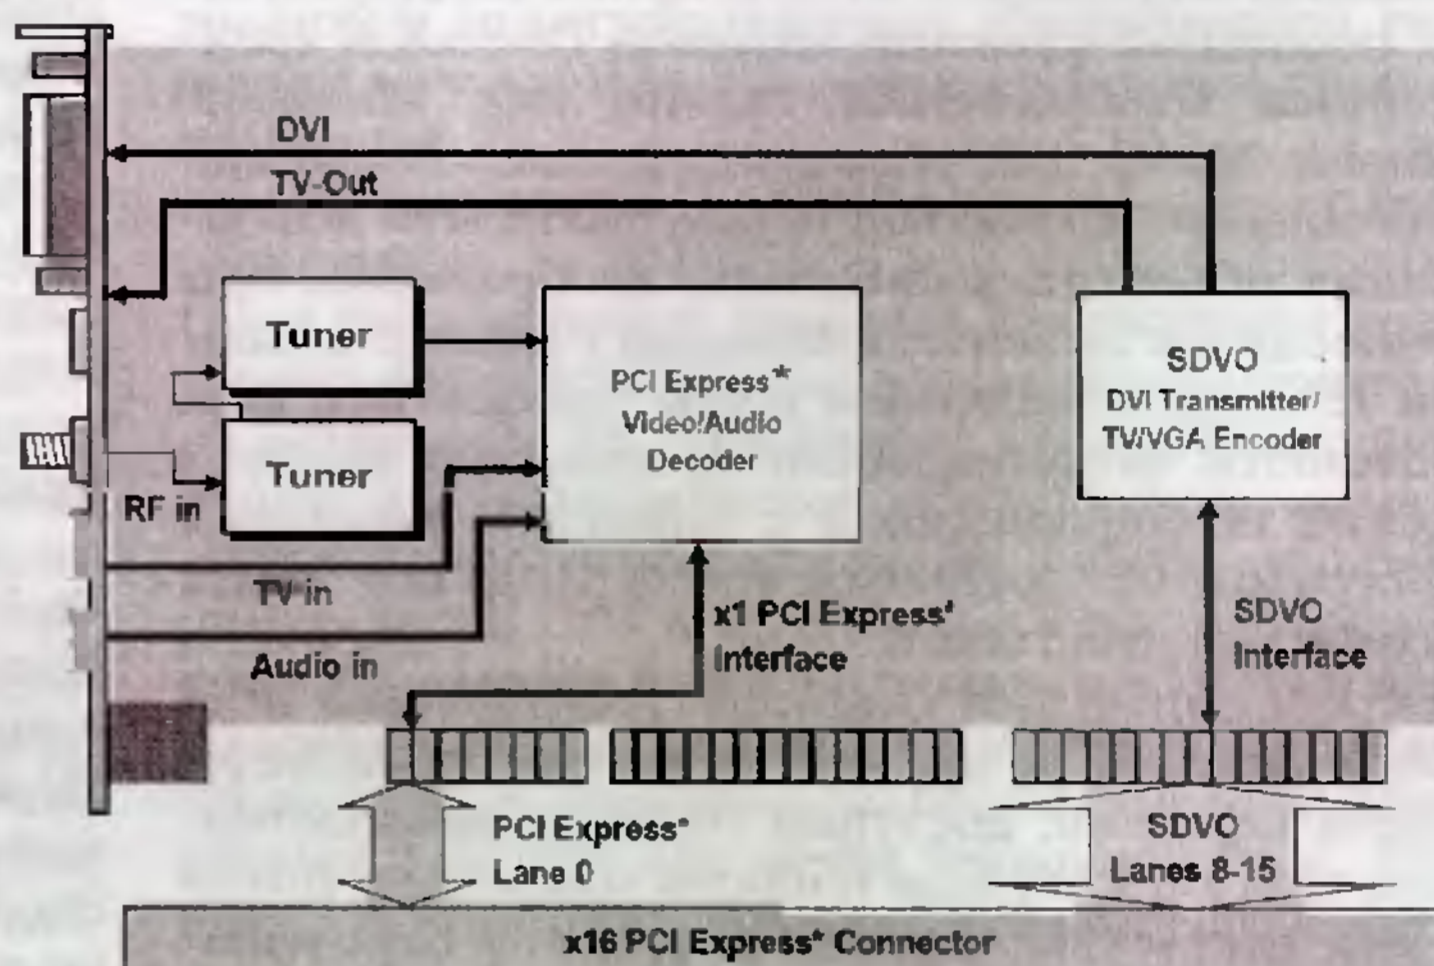 DVI
TV-Out
Tuner
Tuner
RF in
TV in
Audio in
PCI Express*
Video/Audio
Decoder
SDVO
DVI Transmitter/
TV/VGA Encoder
x1 PCI Express*
Interface
SDVO
Interface
PCI Express*
Lane 0
SDVO
Lanes 8-15
x16 PCI Express* Connector